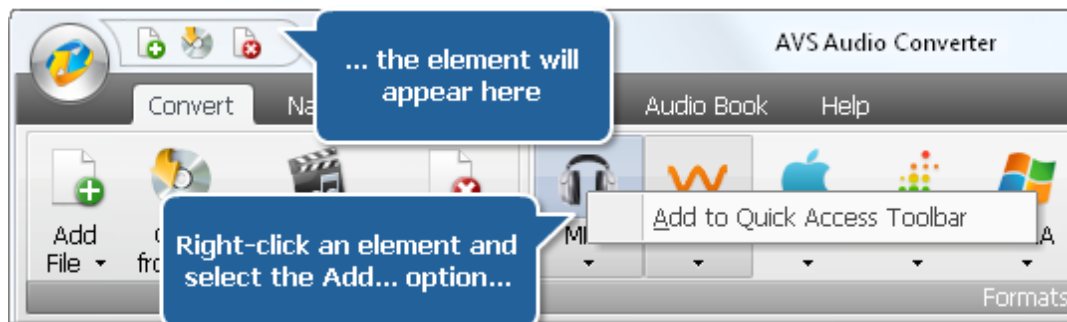 AVS Audio Converter
... the element will
appear here
Convert
Audio Book
Help
Add to Quick Access Toolbar
Add
File
Right-click an element and
select the Add... option...
Formats